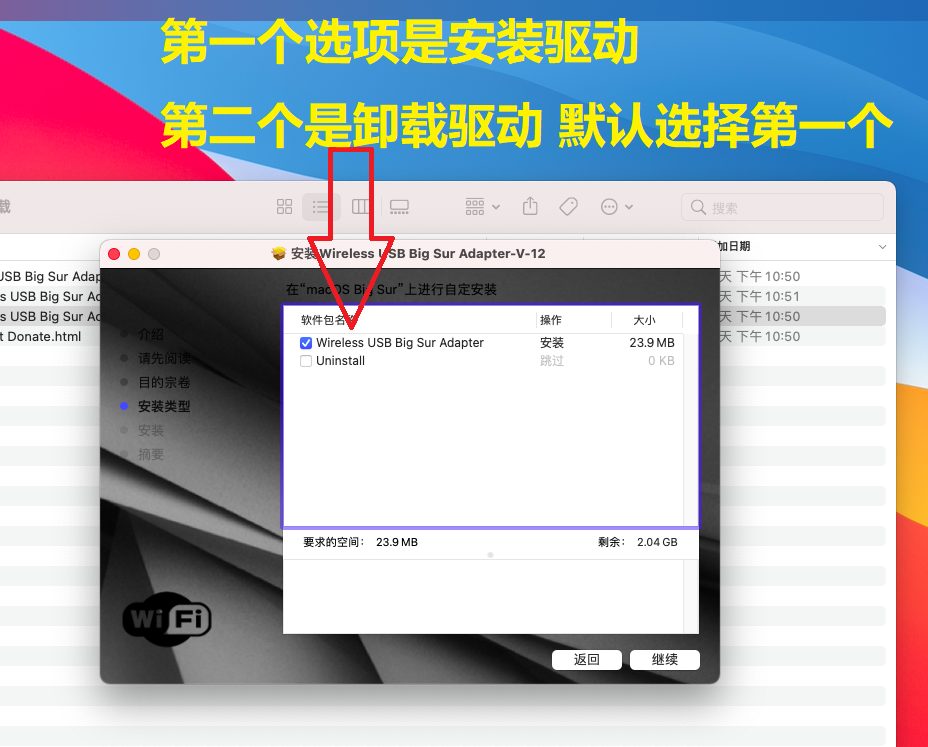 第一个选项是安装驱动
第二个是卸载驱动 默认选择第一个
载
搜索
加日期
安装“Wireless USB Big Sur Adapter-V-12
USB Big Sur Adap
天 下午10:50
s USB Big Sur Ad
天 下午10:51
s USB Big Sur Ad
天 下午10:50
t Donate.html
天 下午10:50
在“macOS Big Sur”上进行自定安装
介绍
请先阅读
目的宗卷
安装类型
安装
摘要
软件包名称 操作 大小
Wireless USB Big Sur Adapter 安装 23.9 MB
Uninstall 跳过 0 KB
要求的空间： 23.9 MB 剩余： 2.04 GB
WiFi
返回 继续